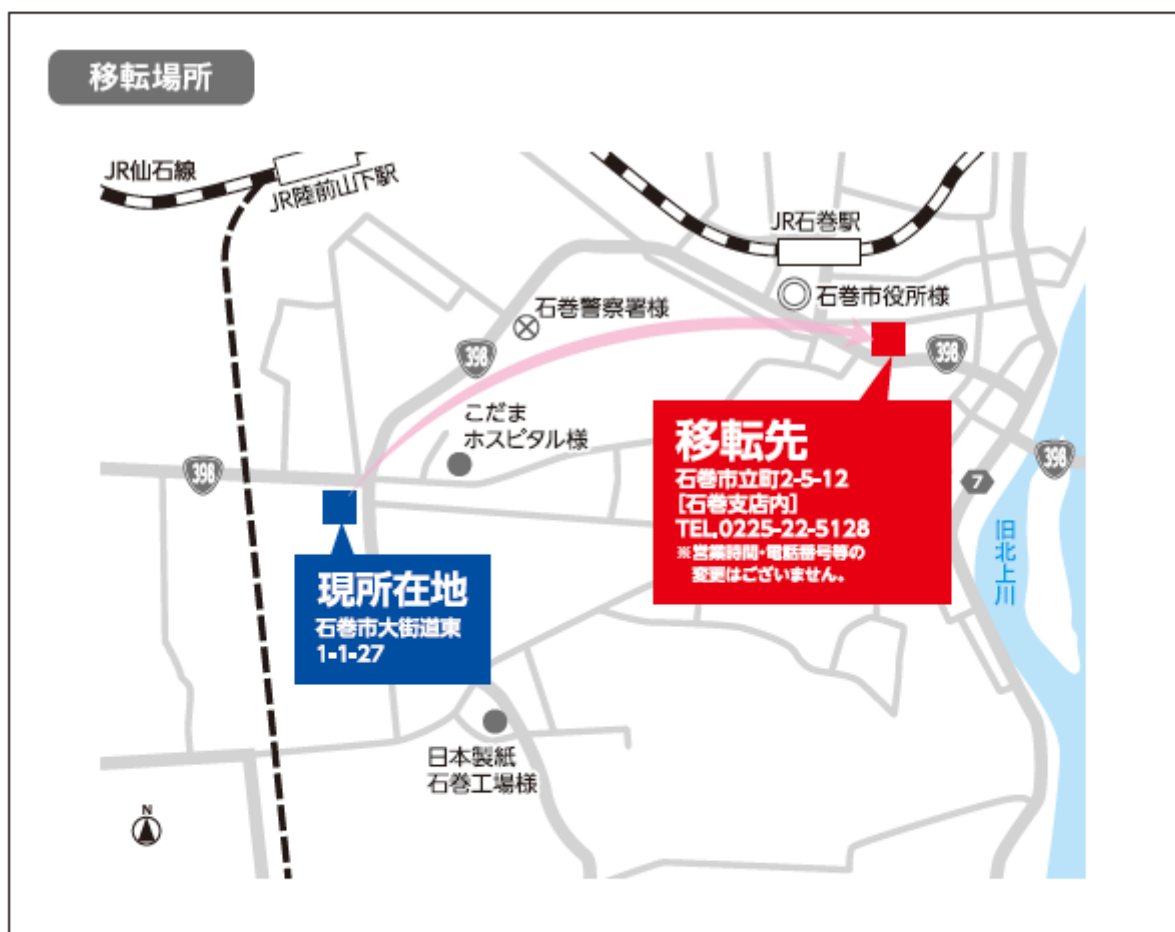 移転場所
JR仙石線
JR陸前山下駅
JR石巻駅
石巻市役所様
石巻警察署様
398
398
こだま
ホスピタル様
398
398
7
移転先
石巻市立町2-5-12
[石巻支店内]
TEL.0225-22-5128
※営業時間・電話番号等の
変更はございません。
現所在地
石巻市大街道東
1-1-27
旧北上川
日本製紙
石巻工場様
N